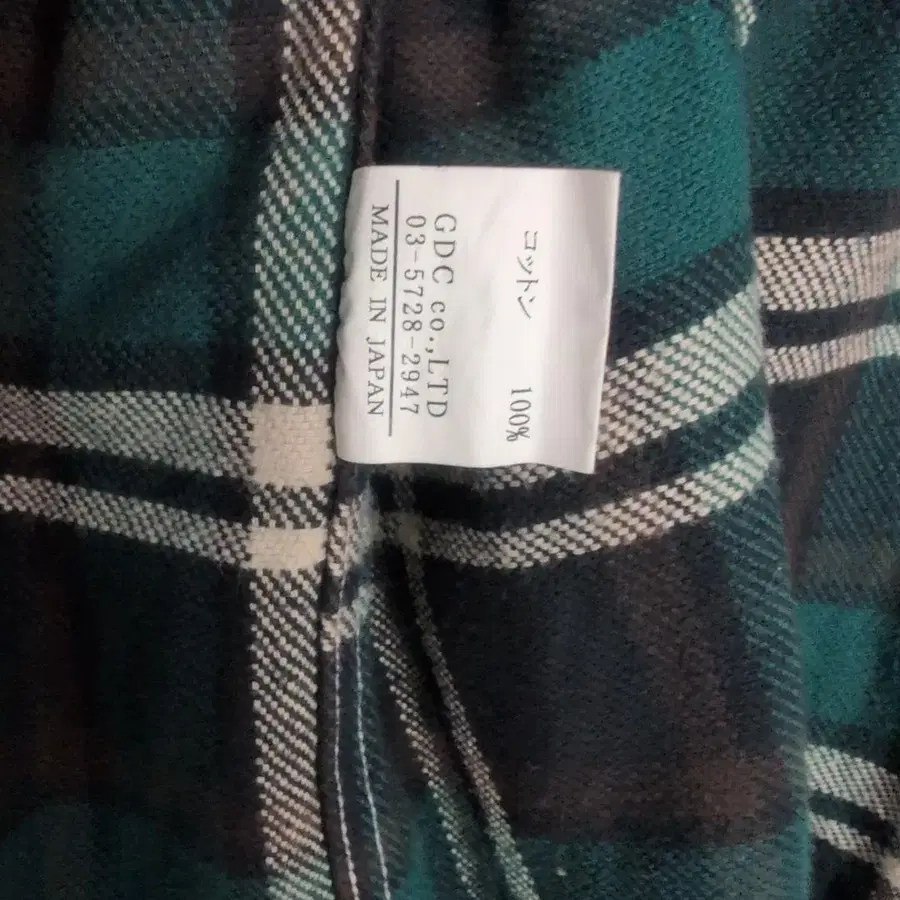 コットン 100%
GDC co.,LTD
03-5728-2947
MADE IN JAPAN